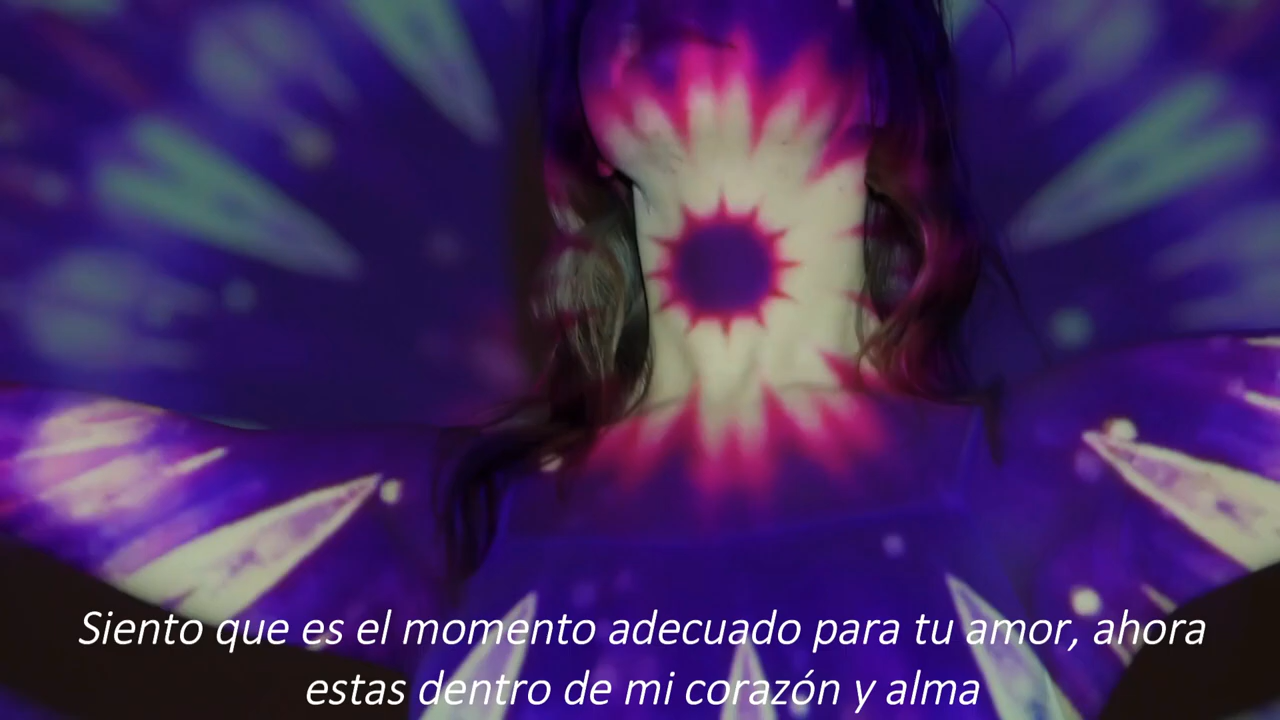 Siento que es el momento adecuado para tu amor, ahora
estas dentro de mi corazón y alma